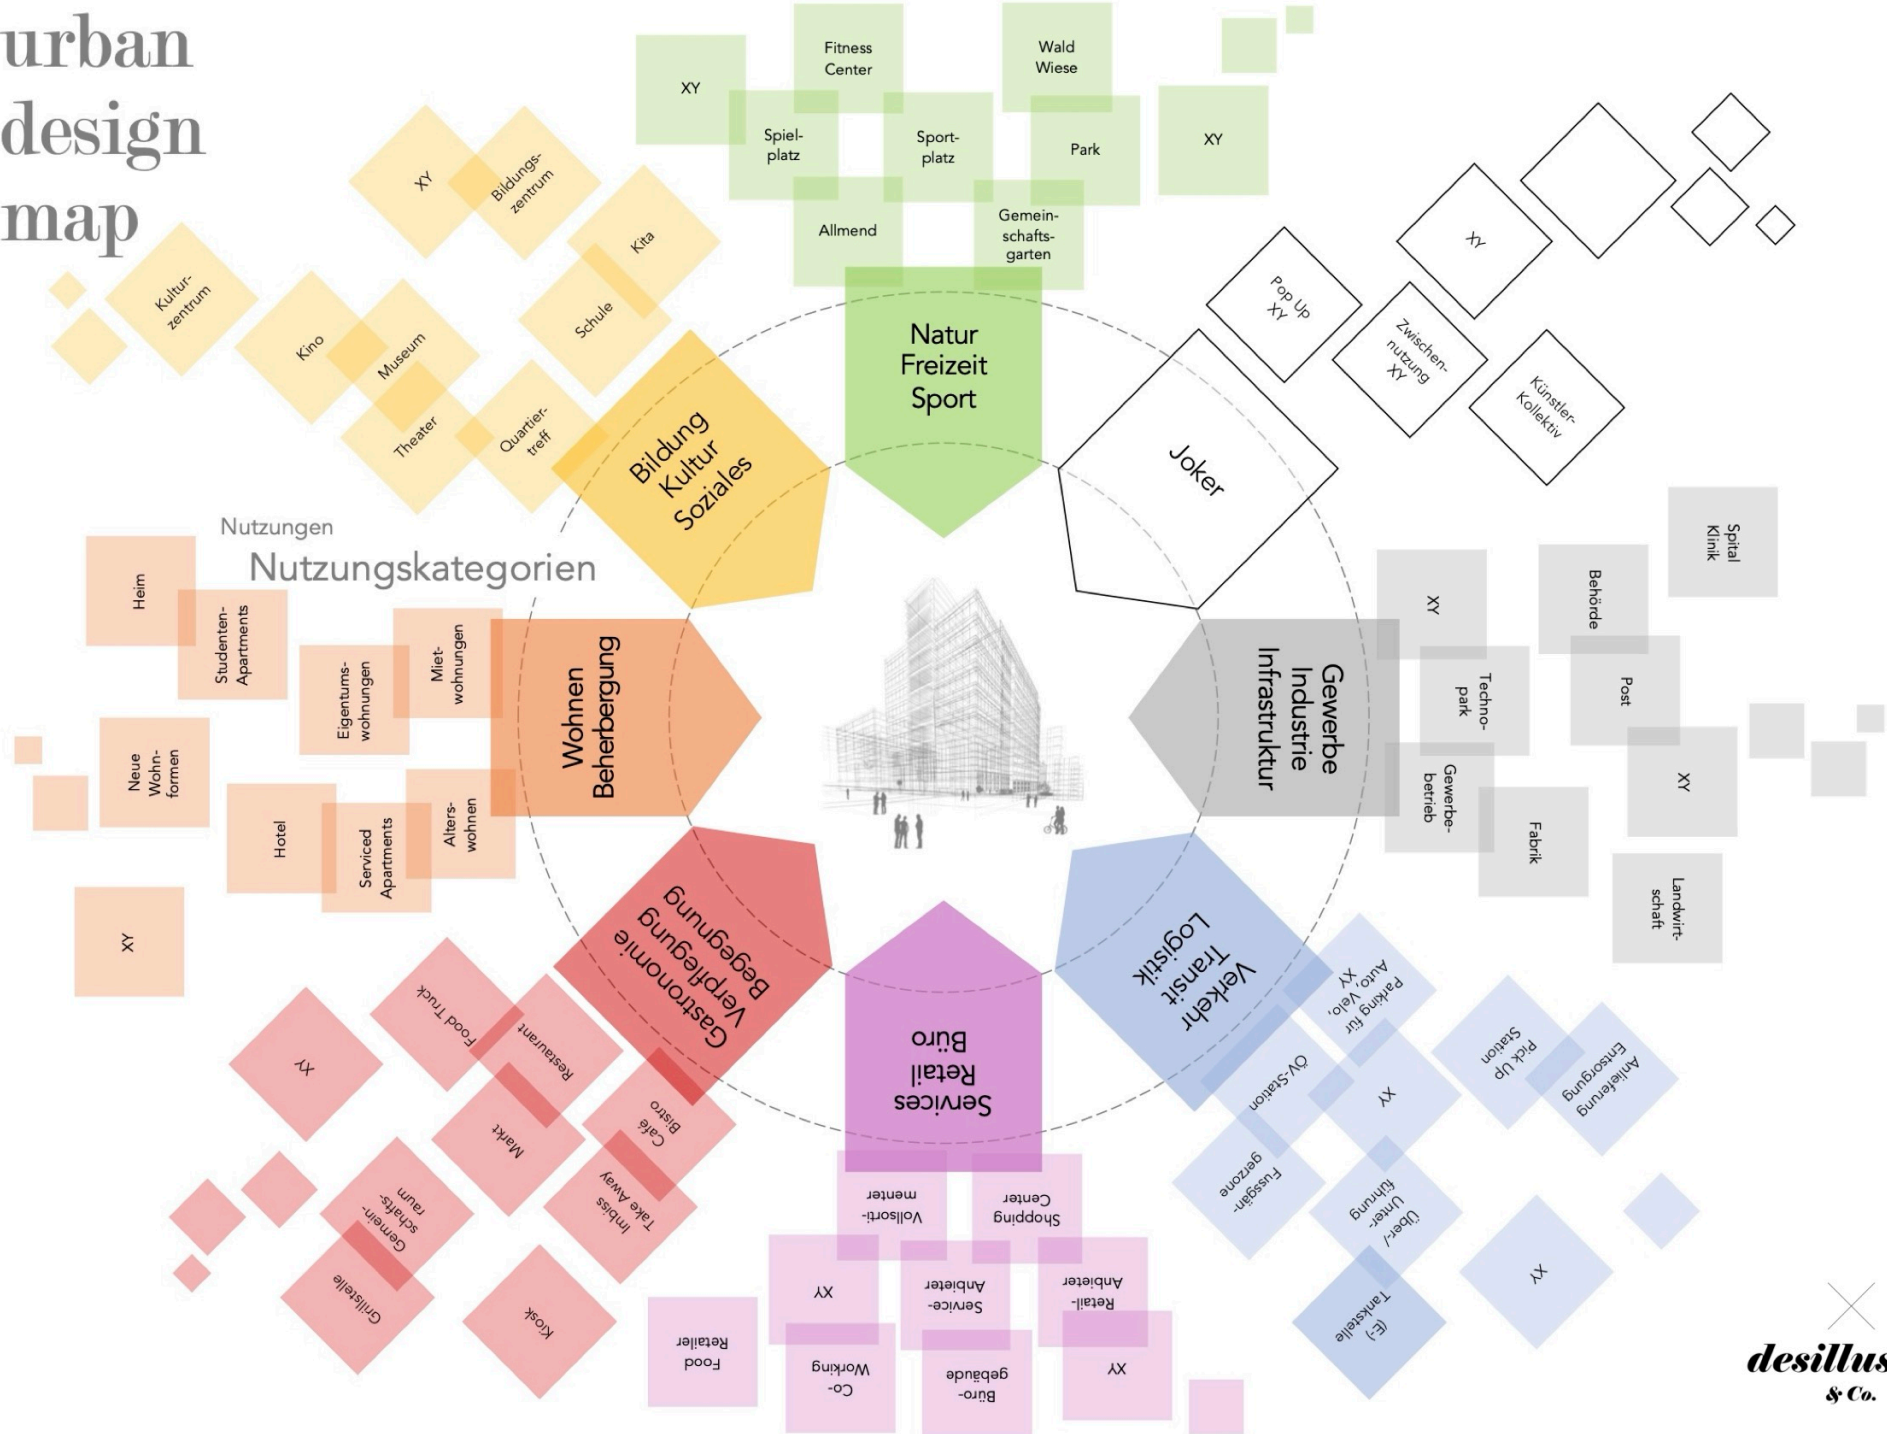 urban
design
map
XY
Fitness
Center
Wald
Wiese
Spiel-
platz
Sport-
platz
Park
XY
Allmend
Gemein-
schafts-
garten
Natur
Freizeit
Sport
XY
Bildungs-
zentrum
Kita
Schule
Kultur-
zentrum
Kino
Museum
Theater
Quartier-
treff
Bildung
Kultur
Soziales
Pop Up
XY
XY
Zwischen-
nutzung
XY
Künstler-
Kollektiv
Joker
Nutzungen
Nutzungskategorien
Heim
Studenten-
Apartments
Eigentums-
wohnungen
Miet-
wohnungen
Neue
Wohn-
formen
Hotel
Serviced
Apartments
Alters-
wohnen
XY
Wohnen
Beherbergung
Gewerbe
Industrie
Infrastruktur
XY
Behörde
Spital
Klinik
Techno-
park
Post
Gewerbe-
betrieb
Fabrik
XY
Landwirt-
schaft
Gastronomie
Verpflegung
Begegnung
Food Truck
Restaurant
XY
Markt
Café
Bistro
Imbiss
Take Away
Gemein-
schafts-
raum
Grillstelle
Kiosk
Services
Retail
Büro
Vollsorti-
menter
Shopping
Center
XY
Service-
Anbieter
Retail-
Anbieter
Food
Retailer
Co-
Working
Büro-
gebäude
XY
Verkehr
Transit
Logistik
Parking für
Auto, Velo,
XY
ÖV-Station
XY
Pick Up
Station
Anlieferung
Entsorgung
Fussgän-
gerzone
Über-/
Unter-
führung
(E-)
Tankstelle
XY
desillus
& Co.